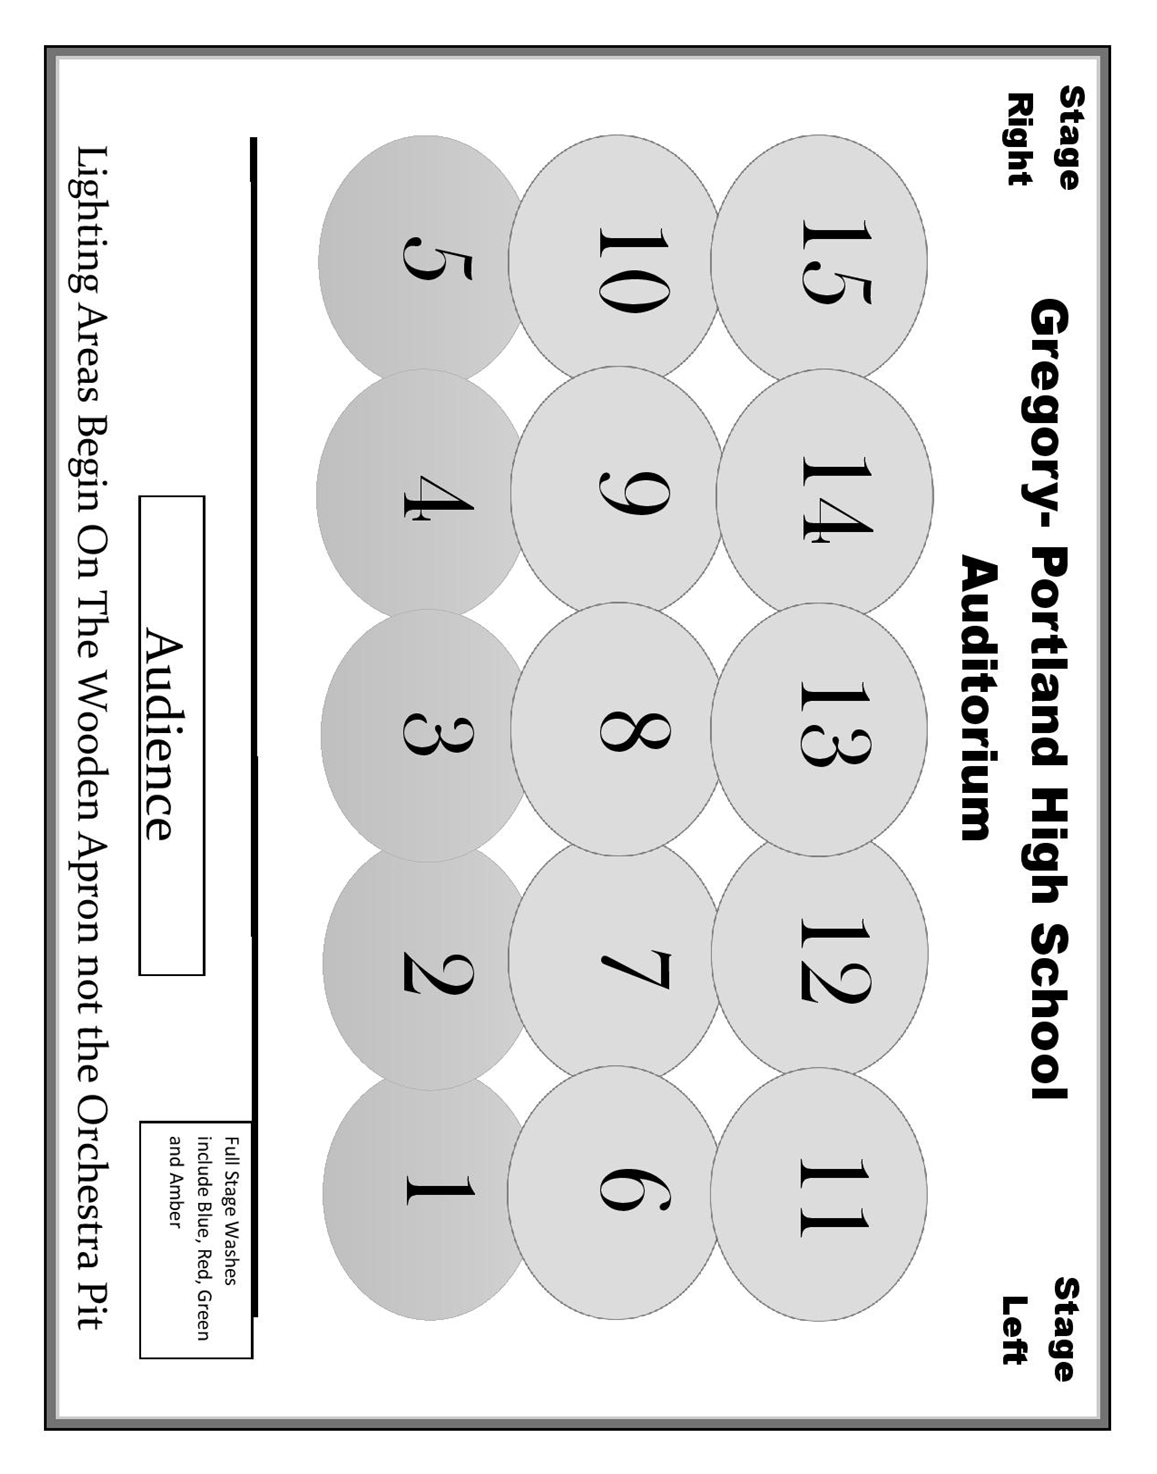 Stage
Right
Gregory- Portland High School
Auditorium
Stage
Left
15 14 13 12 11
10 9 8 7 6
5 4 3 2 1
Audience
Full Stage Washes
include Blue, Red, Green
and Amber
Lighting Areas Begin On The Wooden Apron not the Orchestra Pit